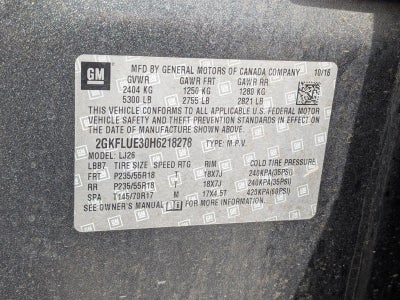 GM
MFD BY GENERAL MOTORS OF CANADA COMPANY 10/16
GVWR GAWR FRT GAWR RR
2404 KG 1250 KG 1280 KG
5300 LB 2755 LB 2821 LB
THIS VEHICLE CONFORMS TO ALL APPLICABLE U.S. FEDERAL MOTOR
VEHICLE SAFETY AND THEFT PREVENTION STANDARDS IN EFFECT ON
THE DATE OF MANUFACTURE SHOWN ABOVE.
2GKFLUE30H6218278 TYPE: M.P.V.
MODEL: LJ26
LBB7 TIRE SIZE SPEED RTG RIM COLD TIRE PRESSURE
FRT P235/55R18 T 18X7J 240KPA(35PSI)
RR P235/55R18 T 18X7J 240KPA(35PSI)
SPA T145/70R17 M 17X4.5T 420KPA(60PSI)
SEE OWNER'S MANUAL FOR ADDITIONAL INFORMATION